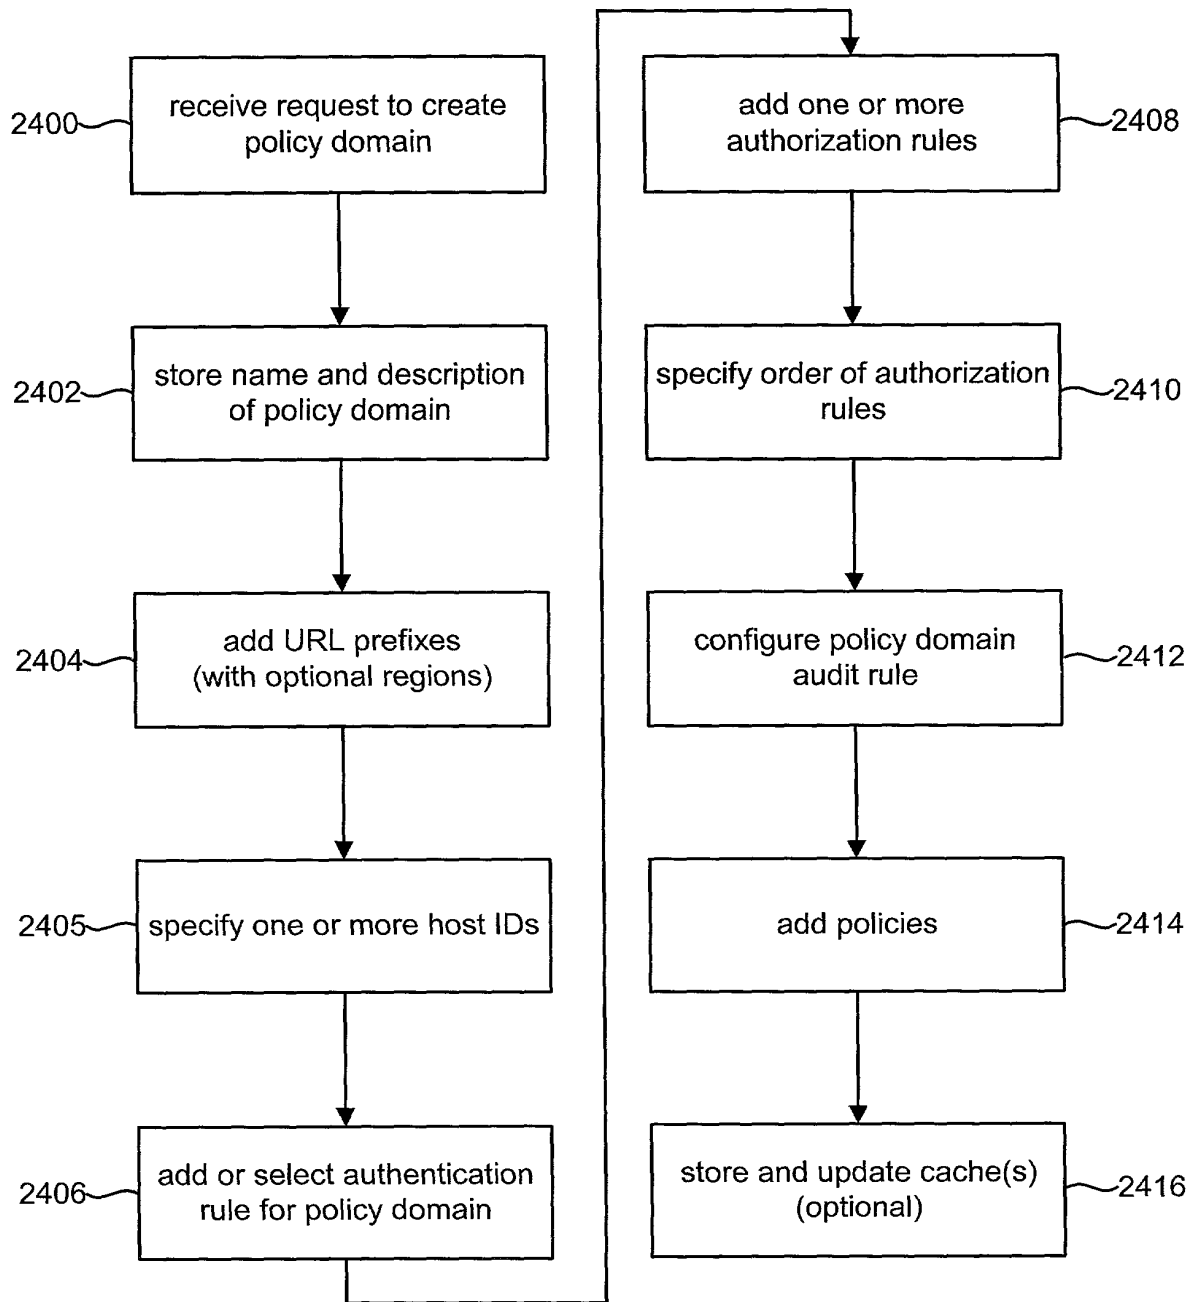 2400
receive request to create
policy domain
2402
store name and description
of policy domain
2404
add URL prefixes
(with optional regions)
2405
specify one or more host IDs
2406
add or select authentication
rule for policy domain
add one or more
authorization rules
2408
specify order of authorization
rules
2410
configure policy domain
audit rule
2412
add policies
2414
store and update cache(s)
(optional)
2416